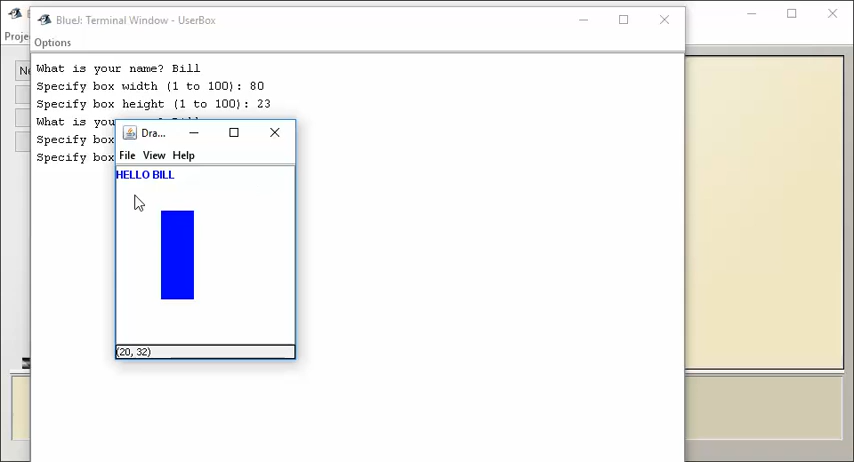 BlueJ: Terminal Window - UserBox
Options
What is your name? Bill
Specify box width (1 to 100): 80
Specify box height (1 to 100): 23
What is you
Specify box
Specify box
Dra...
File View Help
HELLO BILL
(20, 32)
Projec
Ne